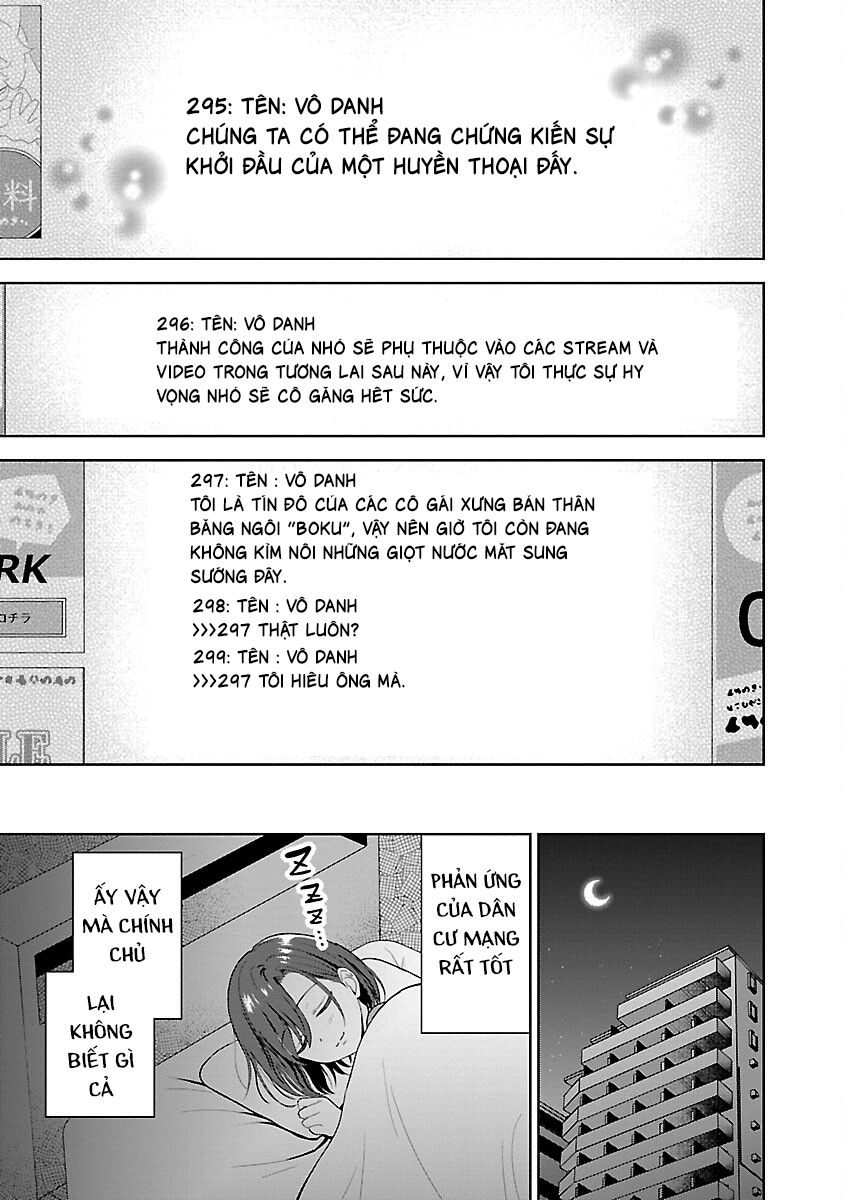 295: TÊN: VÔ DANH
CHÚNG TA CÓ THỂ ĐANG CHỨNG KIẾN SỰ
KHỞI ĐẦU CỦA MỘT HUYỀN THOẠI ĐẤY.
料
296: TÊN: VÔ DANH
THÀNH CÔNG CỦA NHỎ SẼ PHỤ THUỘC VÀO CÁC STREAM VÀ
VIDEO TRONG TƯƠNG LAI SAU NÀY, VÌ VẬY TÔI THỰC SỰ HY
VỌNG NHỎ SẼ CỐ GẮNG HẾT SỨC.
297: TÊN : VÔ DANH
TÔI LÀ TÍN ĐỒ CỦA CÁC CÔ GÁI XƯNG BẢN THÂN
BẰNG NGÔI "BOKU", VẬY NÊN GIỜ TÔI CÒN ĐANG
KHÔNG KÌM NỔI NHỮNG GIỌT NƯỚC MẮT SUNG
SƯỚNG ĐÂY.
298: TÊN : VÔ DANH
>>>297 THẬT LUÔN?
299: TÊN : VÔ DANH
>>>297 TÔI HIỂU ÔNG MÀ.
RK
コチラ
LE
PHẢN ỨNG
CỦA DÂN
CƯ MẠNG
RẤT TỐT
ZZZ...
ẤY VẬY
MÀ CHÍNH
CHỦ
LẠI
KHÔNG
BIẾT GÌ
CẢ